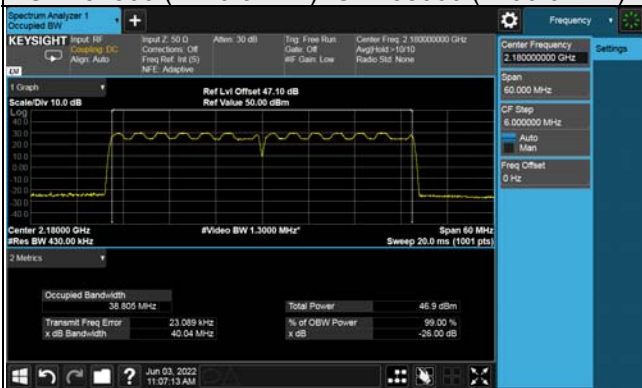 Spectrum Analyzer 1
Occupied BW
Frequency
KEYSIGHT
Input: RF
Coupling: DC
Align: Auto
Input Z: 50 Ω
Corrections: Off
Freq Ref: Int (S)
NFE: Adaptive
Atten: 30 dB
Trig: Free Run
Gate: Off
#IF Gain: Low
Center Freq: 2.180000000 GHz
Avg|Hold:>10/10
Radio Std: None
Center Frequency
2.180000000 GHz
Settings
Span
60.000 MHz
CF Step
6.000000 MHz
Auto
Man
Freq Offset
0 Hz
1 Graph
Scale/Div 10.0 dB
Ref Lvl Offset 47.10 dB
Ref Value 50.00 dBm
Log
40.0
30.0
20.0
10.0
0.00
-10.0
-20.0
-30.0
-40.0
Center 2.18000 GHz
#Res BW 430.00 kHz
#Video BW 1.3000 MHz*
Span 60 MHz
Sweep 20.0 ms (1001 pts)
2 Metrics
Occupied Bandwidth
38.805 MHz
Total Power 46.9 dBm
Transmit Freq Error 23.089 kHz
% of OBW Power 99.00 %
x dB Bandwidth 40.04 MHz
x dB -26.00 dB
Jun 03, 2022
11:07:13 AM